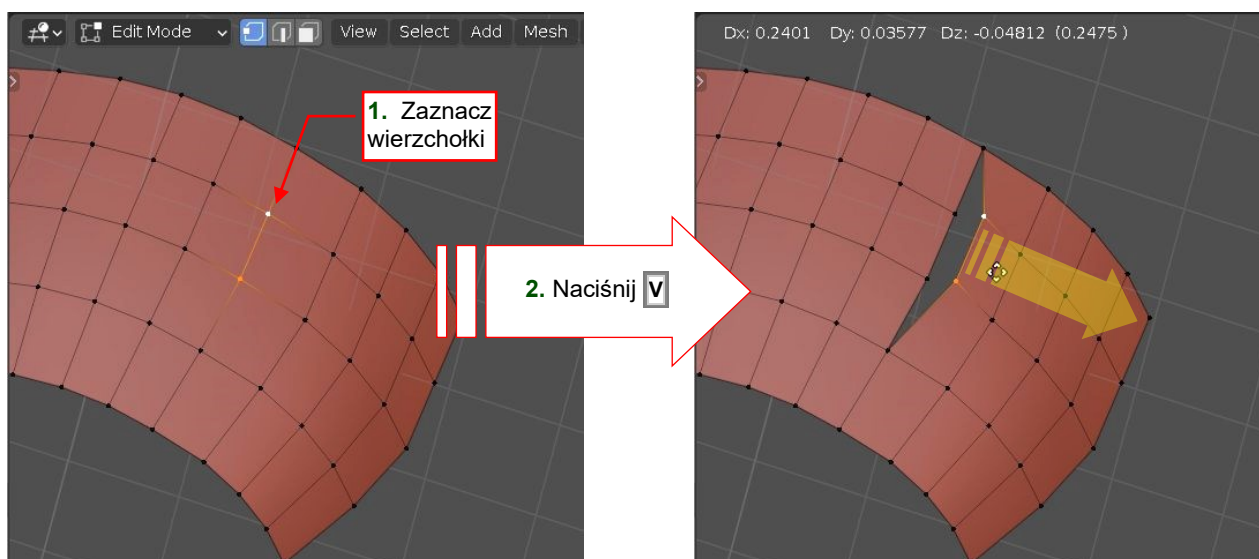 Edit Mode View Select Add Mesh
1. Zaznacz
wierzchołki
2. Naciśnij V
Dx: 0.2401 Dy: 0.03577 Dz: -0.04812 (0.2475 )